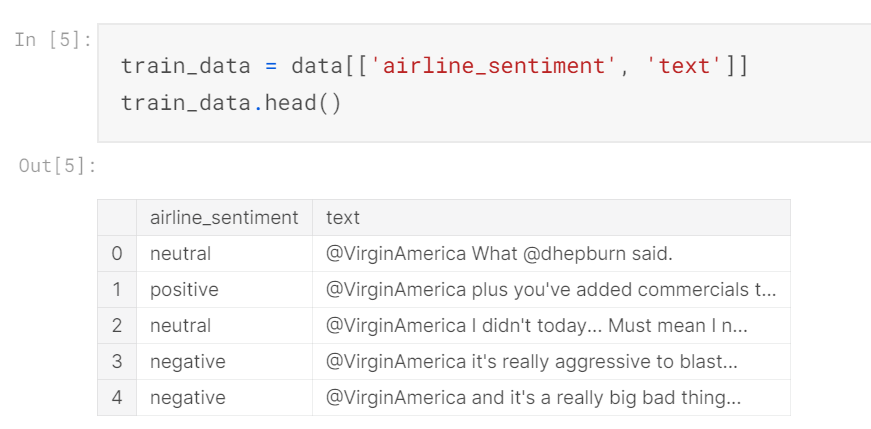 In [5]:
train_data = data[['airline_sentiment', 'text']]
train_data.head()
Out[5]:
airline_sentiment text
0 neutral @VirginAmerica What @dhepburn said.
1 positive @VirginAmerica plus you've added commercials t...
2 neutral @VirginAmerica I didn't today... Must mean I n...
3 negative @VirginAmerica it's really aggressive to blast...
4 negative @VirginAmerica and it's a really big bad thing...